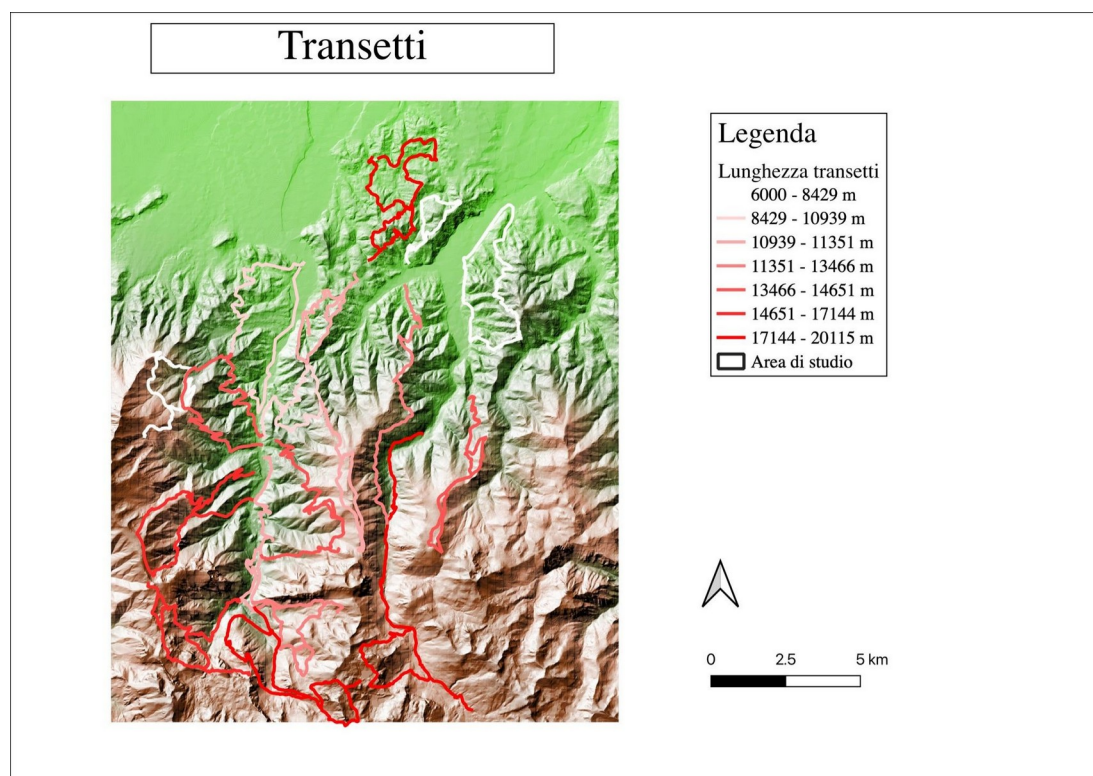 Transetti
Legenda
Lunghezza transetti
6000 - 8429 m
8429 - 10939 m
10939 - 11351 m
11351 - 13466 m
13466 - 14651 m
14651 - 17144 m
17144 - 20115 m
Area di studio
0 2.5 5 km